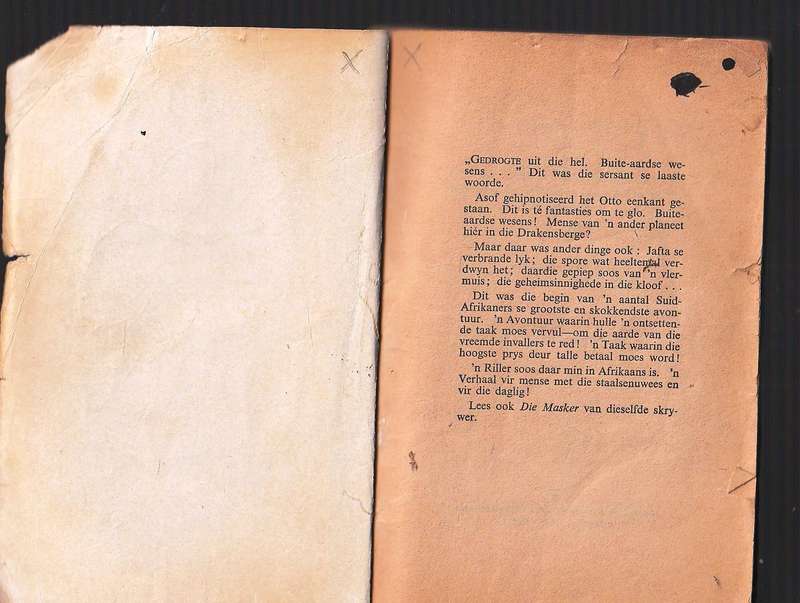 X X
„GEDROGTE uit die hel. Buite-aardse we-
sens . . . ” Dit was die sersant se laaste
woorde.
Asof gehipnotiseerd het Otto eenkant ge-
staan. Dit is té fantasties om te glo. Buite-
aardse wesens! Mense van 'n ander planeet
hiér in die Drakensberge?
Maar daar was ander dinge ook: Jafta se
verbrande lyk; die spore wat heeltemal ver-
dwyn het; daardie gepiep soos van 'n vler-
muis; die geheimsinnighede in die kloof . . .
Dit was die begin van 'n aantal Suid-
Afrikaners se grootste en skokkendste avon-
tuur. 'n Avontuur waarin hulle 'n ontsetten-
de taak moes vervul—om die aarde van die
vreemde invallers te red! 'n Taak waarin die
hoogste prys deur talle betaal moes word!
'n Riller soos daar min in Afrikaans is. 'n
Verhaal vir mense met die staalsenuwees en
vir die daglig!
Lees ook Die Masker van dieselfde skry-
wer.